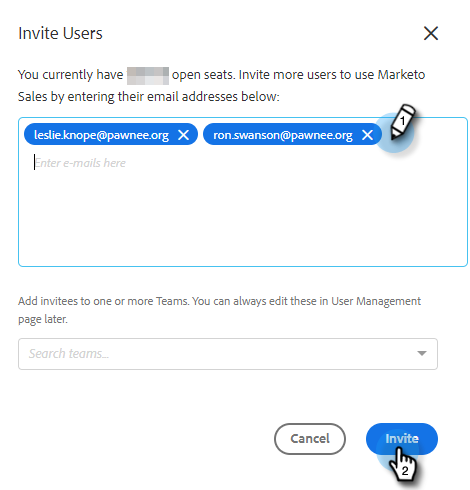 Invite Users
You currently have open seats. Invite more users to use Marketo
Sales by entering their email addresses below:
leslie.knope@pawnee.org ron.swanson@pawnee.org 1
Enter e-mails here
Add invitees to one or more Teams. You can always edit these in User Management
page later.
Search teams...
Cancel Invite
2